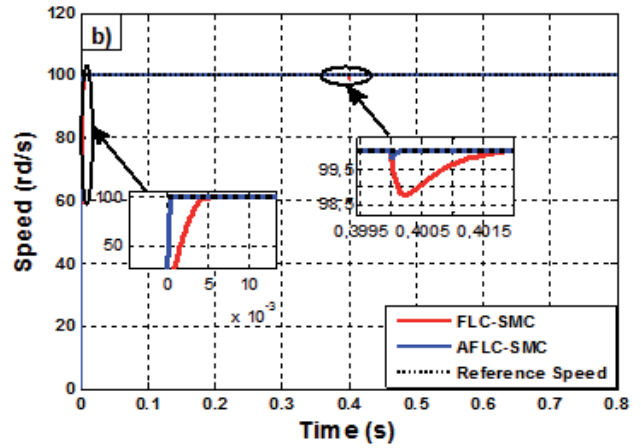 b)
120
100
80
60
40
20
0
Speed (rd/s)
100
50
0 5 10
x 10^-3
99,5
98,5
0,3995 0,4005 0,4015
FLC-SMC
AFLC-SMC
Reference Speed
0 0.1 0.2 0.3 0.4 0.5 0.6 0.7 0.8
Time (s)